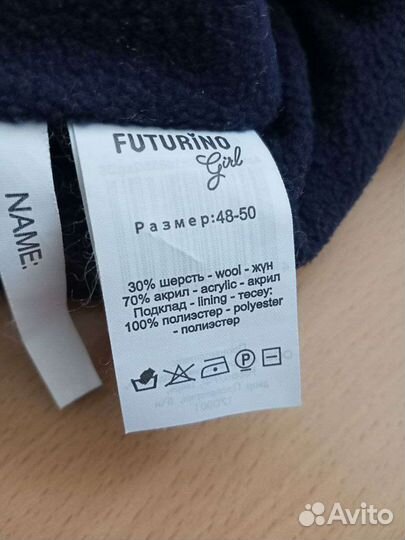 FUTURINO
Girl
Размер:48-50
30% шерсть - wool - жүн
70% акрил - acrylic - акрил
Подклад - lining - төсеу:
100% полиэстер - polyester
- полиэстер
P
NAME:
Avito